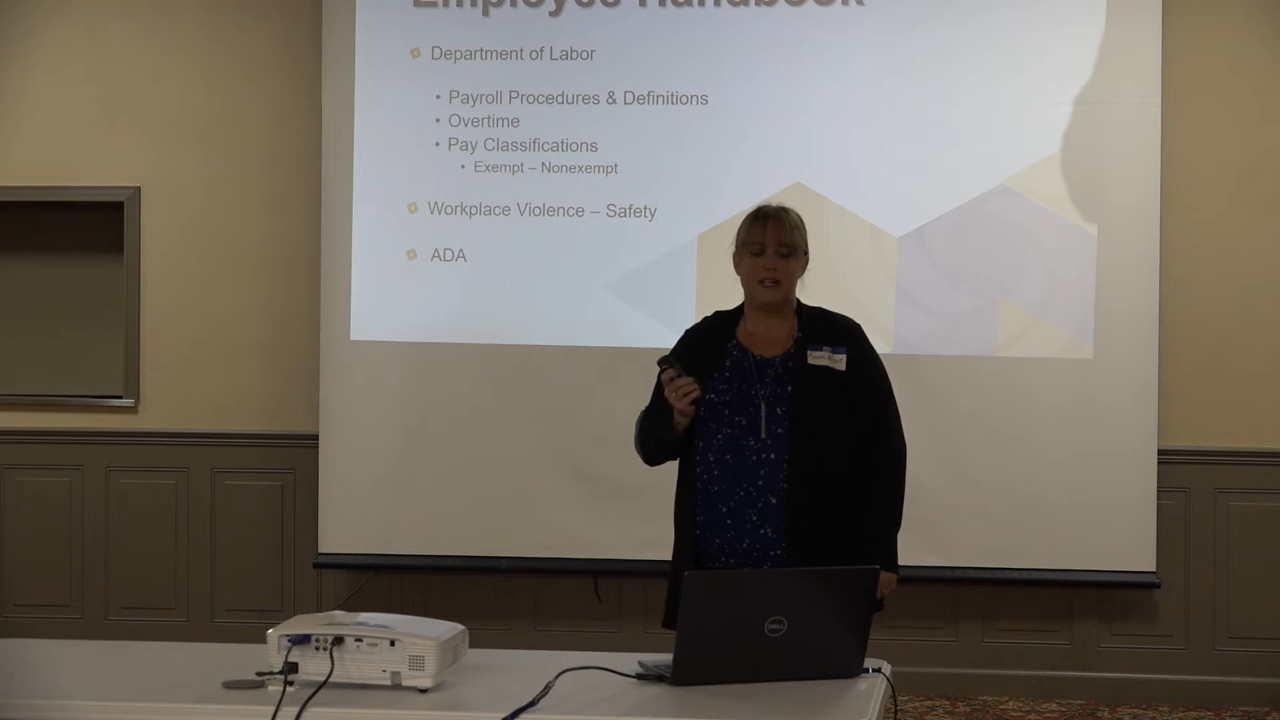 Employee Handbook
Department of Labor
• Payroll Procedures & Definitions
• Overtime
• Pay Classifications
• Exempt – Nonexempt
Workplace Violence – Safety
ADA
DELL